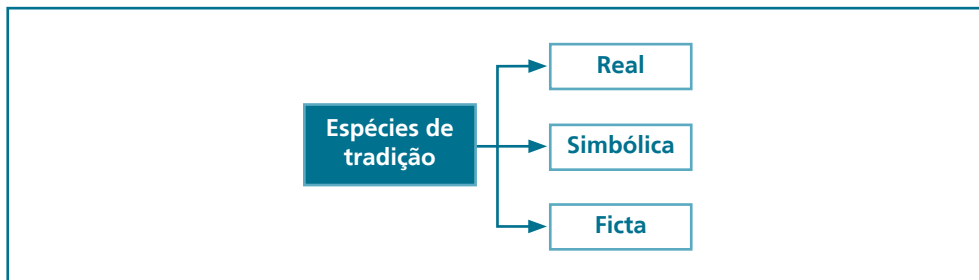 Espécies de
tradição
Real
Simbólica
Ficta